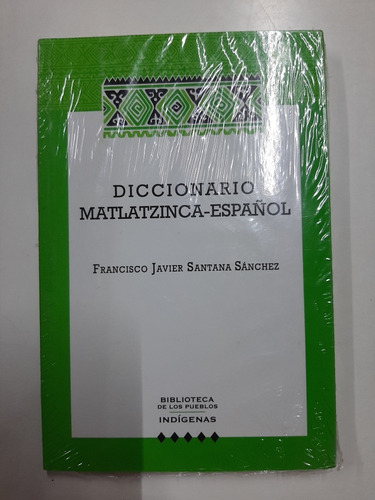 DICCIONARIO
MATLATZINCA-ESPAÑOL
FRANCISCO JAVIER SANTANA SÁNCHEZ
BIBLIOTECA
DE LOS PUEBLOS
INDÍGENAS